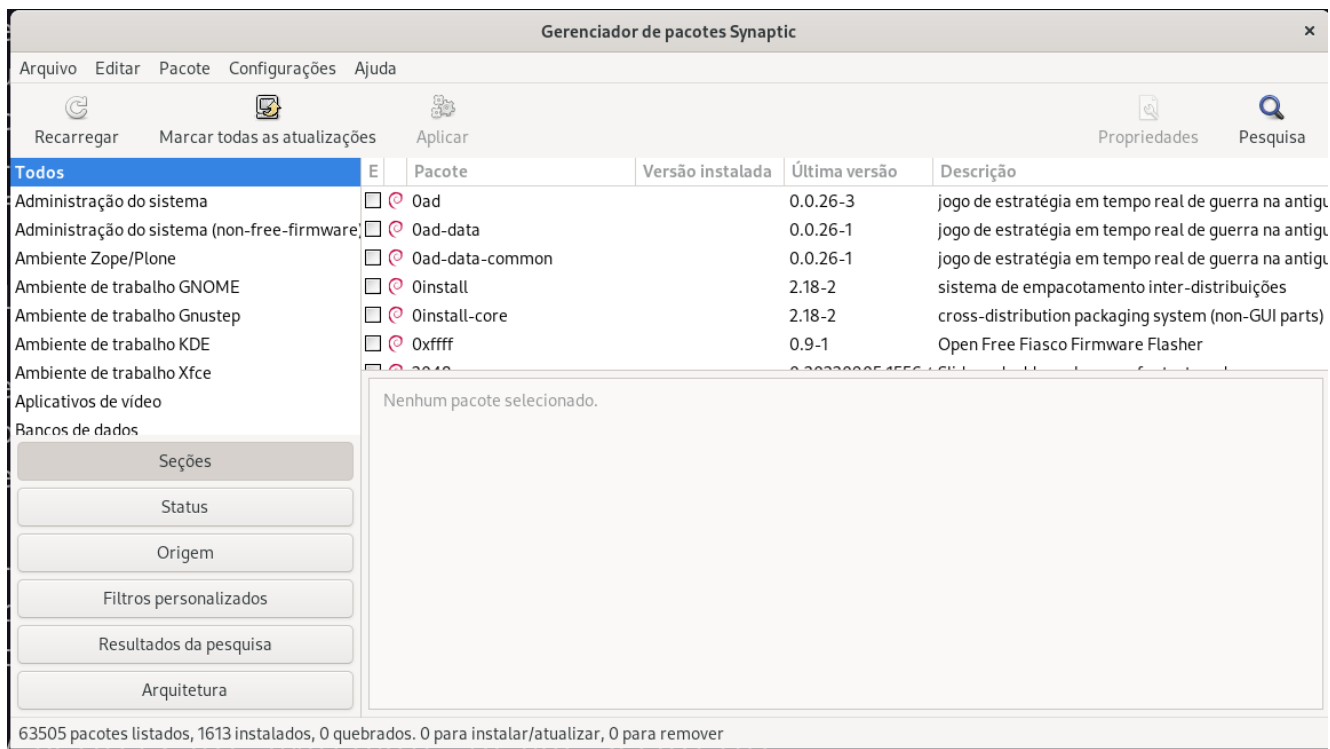 Gerenciador de pacotes Synaptic ×
Arquivo Editar Pacote Configurações Ajuda
Recarregar Marcar todas as atualizações Aplicar Propriedades Pesquisa
Todos
Administração do sistema
Administração do sistema (non-free-firmware)
Ambiente Zope/Plone
Ambiente de trabalho GNOME
Ambiente de trabalho Gnustep
Ambiente de trabalho KDE
Ambiente de trabalho Xfce
Aplicativos de vídeo
Bancos de dados
Seções
Status
Origem
Filtros personalizados
Resultados da pesquisa
Arquitetura
E Pacote Versão instalada Última versão Descrição
0ad 0.0.26-3 jogo de estratégia em tempo real de guerra na antigu
0ad-data 0.0.26-1 jogo de estratégia em tempo real de guerra na antigu
0ad-data-common 0.0.26-1 jogo de estratégia em tempo real de guerra na antigu
0install 2.18-2 sistema de empacotamento inter-distribuições
0install-core 2.18-2 cross-distribution packaging system (non-GUI parts)
0xffff 0.9-1 Open Free Fiasco Firmware Flasher
Nenhum pacote selecionado.
63505 pacotes listados, 1613 instalados, 0 quebrados. 0 para instalar/atualizar, 0 para remover